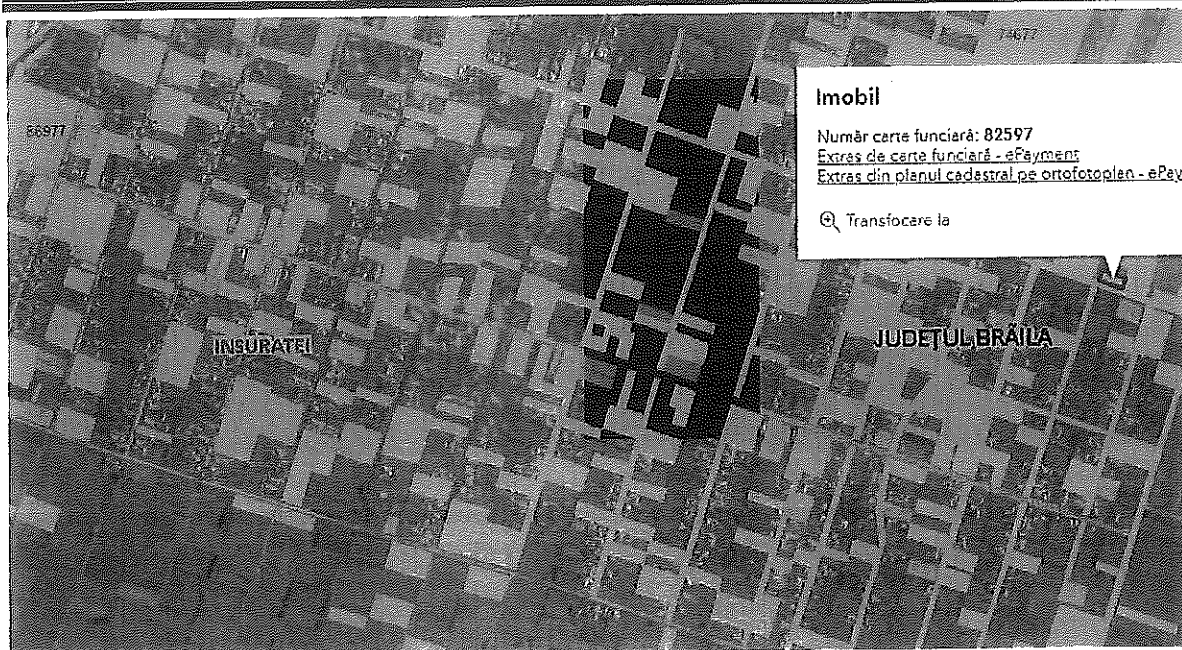 74677
Imobil
Număr carte funciară: 82597
Extras de carte funciară - ePayment
Extras din planul cadastral pe ortofotoplan - ePay
Transfocare la
INSURATEI
JUDEȚUL BRĂILA